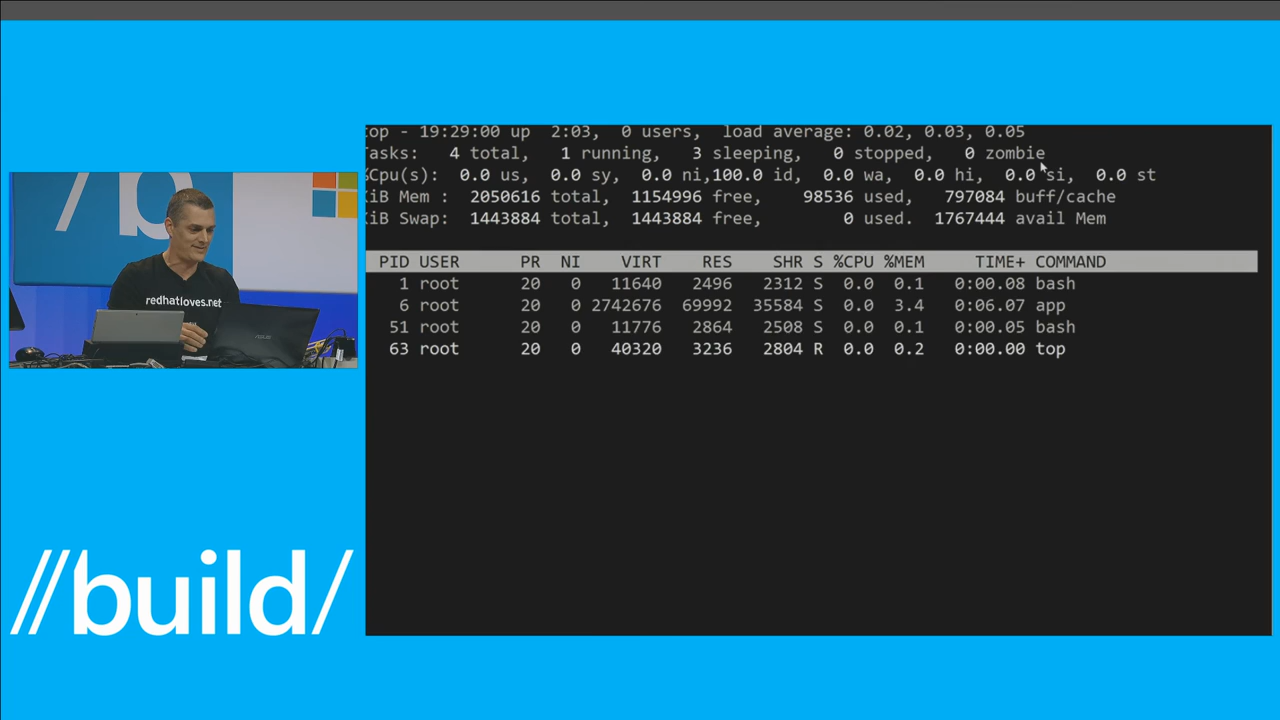 top - 19:29:00 up  2:03,  0 users,  load average: 0.02, 0.03, 0.05
Tasks:   4 total,   1 running,   3 sleeping,   0 stopped,   0 zombie
%Cpu(s):  0.0 us,  0.0 sy,  0.0 ni,100.0 id,  0.0 wa,  0.0 hi,  0.0 si,  0.0 st
KiB Mem :  2050616 total,  1154996 free,    98536 used,   797084 buff/cache
KiB Swap:  1443884 total,  1443884 free,        0 used.  1767444 avail Mem
PID USER      PR  NI    VIRT    RES    SHR S %CPU %MEM     TIME+ COMMAND
1 root      20   0   11640   2496   2312 S  0.0  0.1   0:00.08 bash
6 root      20   0 2742676  69992  35584 S  0.0  3.4   0:06.07 app
51 root      20   0   11776   2864   2508 S  0.0  0.1   0:00.05 bash
63 root      20   0   40320   3236   2804 R  0.0  0.2   0:00.00 top
/b
redhatloves.net
ASUS
//build/